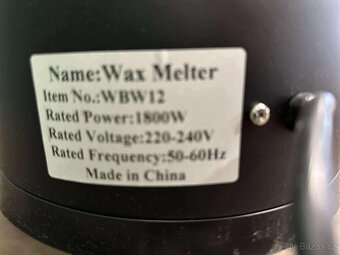 Name:Wax Melter
Item No.:WBW12
Rated Power:1800W
Rated Voltage:220-240V
Rated Frequency:50-60Hz
Made in China